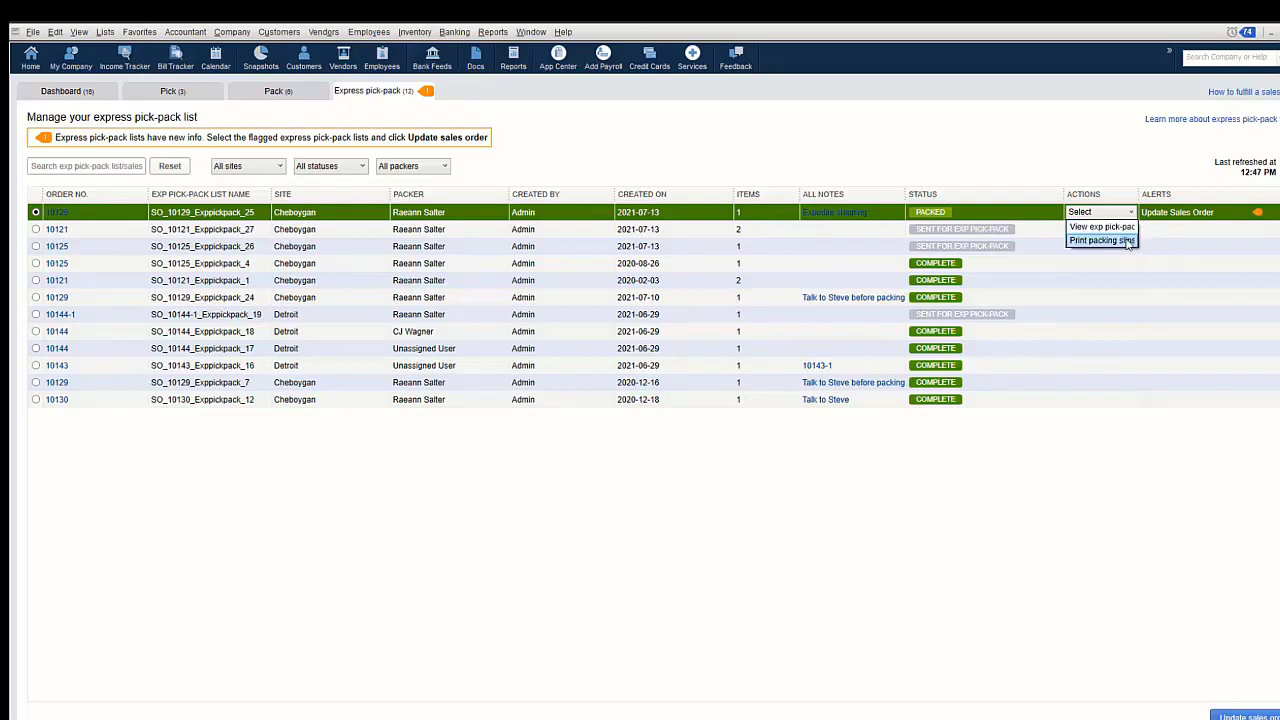 File Edit View Lists Favorites Accountant Company Customers Vendors Employees Inventory Banking Reports Window Help 74
Home My Company Income Tracker Bill Tracker Calendar Snapshots Customers Vendors Employees Bank Feeds Docs Reports App Center Add Payroll Credit Cards Services Feedback » Search Company or Help
Dashboard (16) Pick (3) Pack (6) Express pick-pack (12) How to fulfill a sales
Manage your express pick-pack list Learn more about express pick-pack
Express pick-pack lists have new info. Select the flagged express pick-pack lists and click Update sales order
Search exp pick-pack list/sales Reset All sites All statuses All packers Last refreshed at
12:47 PM
ORDER NO. EXP PICK-PACK LIST NAME SITE PACKER CREATED BY CREATED ON ITEMS ALL NOTES STATUS ACTIONS ALERTS
10129 SO_10129_Exppickpack_25 Cheboygan Raeann Salter Admin 2021-07-13 1 Expedite shipping PACKED Select Update Sales Order
10121 SO_10121_Exppickpack_27 Cheboygan Raeann Salter Admin 2021-07-13 2 SENT FOR EXP PICK-PACK View exp pick-pac
10125 SO_10125_Exppickpack_26 Cheboygan Raeann Salter Admin 2021-07-13 1 SENT FOR EXP PICK-PACK Print packing slips
10125 SO_10125_Exppickpack_4 Cheboygan Raeann Salter Admin 2020-08-26 1 COMPLETE
10121 SO_10121_Exppickpack_1 Cheboygan Raeann Salter Admin 2020-02-03 2 COMPLETE
10129 SO_10129_Exppickpack_24 Cheboygan Raeann Salter Admin 2021-07-10 1 Talk to Steve before packing COMPLETE
10144-1 SO_10144-1_Exppickpack_19 Detroit Raeann Salter Admin 2021-06-29 1 SENT FOR EXP PICK-PACK
10144 SO_10144_Exppickpack_18 Detroit CJ Wagner Admin 2021-06-29 1 COMPLETE
10144 SO_10144_Exppickpack_17 Detroit Unassigned User Admin 2021-06-29 1 COMPLETE
10143 SO_10143_Exppickpack_16 Detroit Unassigned User Admin 2021-06-29 1 10143-1 COMPLETE
10129 SO_10129_Exppickpack_7 Cheboygan Raeann Salter Admin 2020-12-16 1 Talk to Steve before packing COMPLETE
10130 SO_10130_Exppickpack_12 Cheboygan Raeann Salter Admin 2020-12-18 1 Talk to Steve COMPLETE
Update sales or